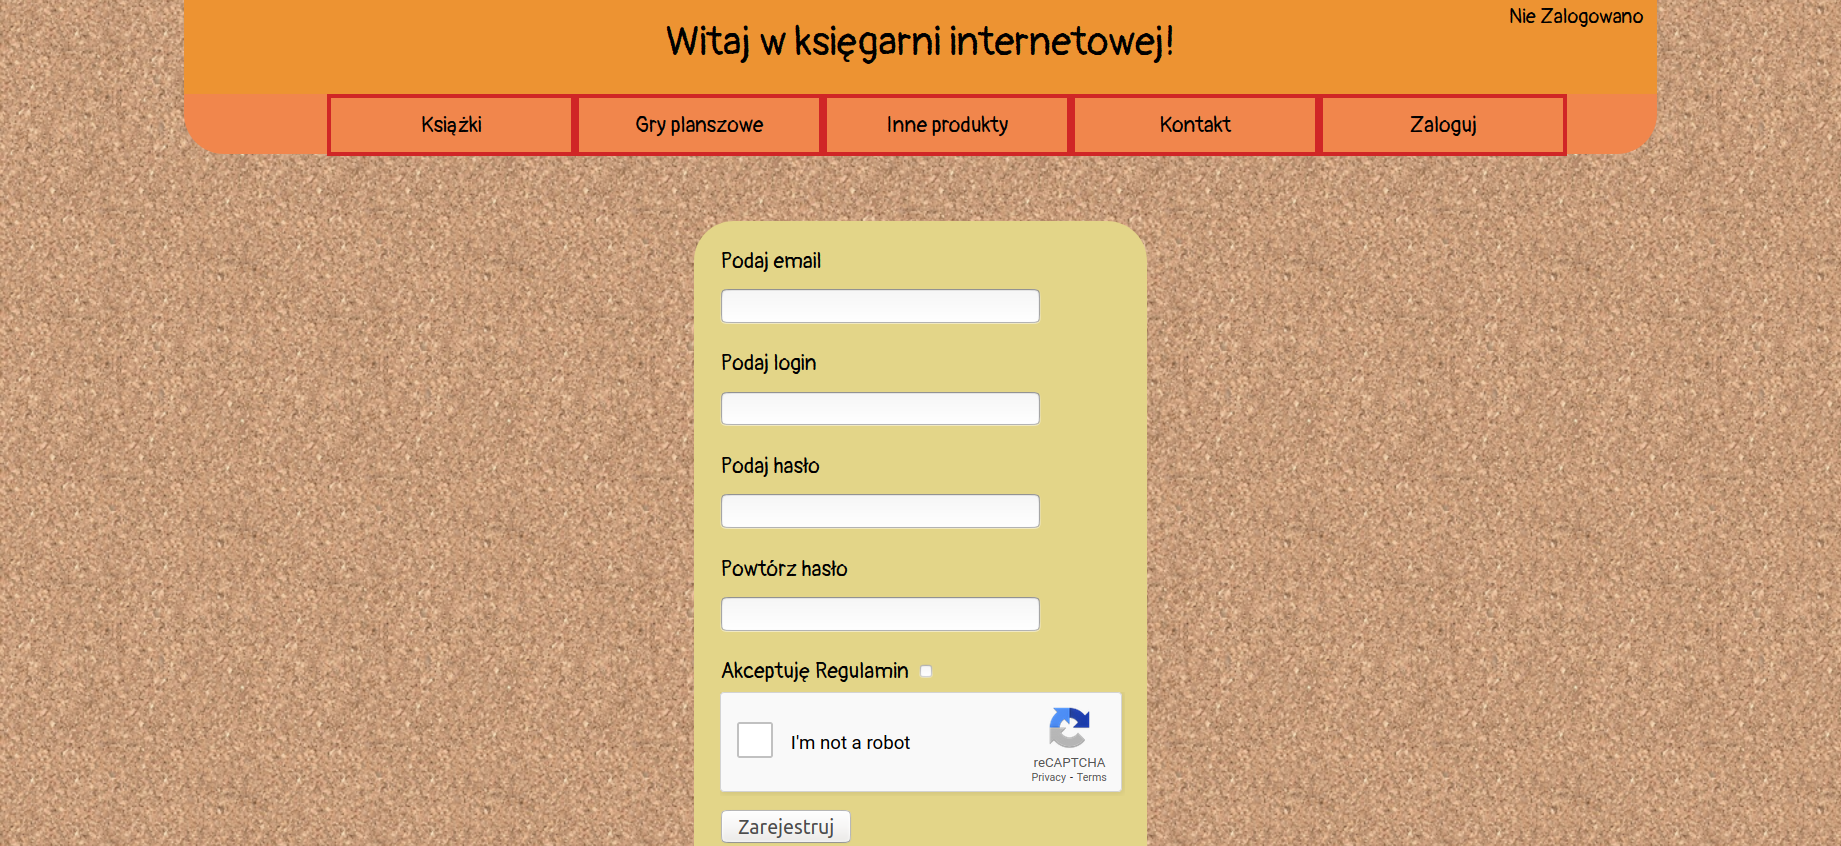 Nie Zalogowano
Witaj w księgarni internetowej!
Książki Gry planszowe Inne produkty Kontakt Zaloguj
Podaj email
Podaj login
Podaj hasło
Powtórz hasło
Akceptuję Regulamin
I'm not a robot
reCAPTCHA
Privacy - Terms
Zarejestruj